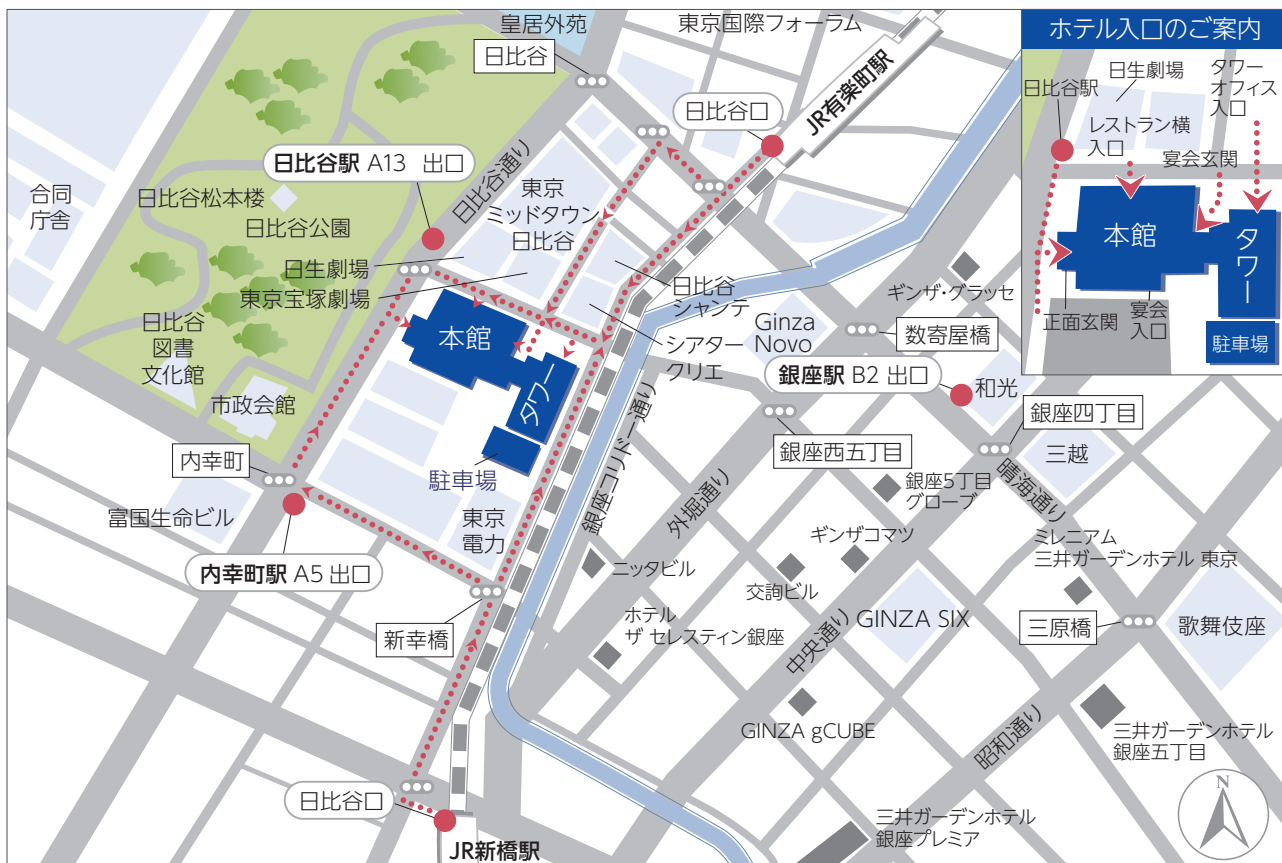 皇居外苑
東京国際フォーラム
日比谷
日比谷口
JR有楽町駅
日比谷駅 A13 出口
日比谷通り
合同
庁舎
日比谷松本楼
日比谷公園
東京
ミッドタウン
日比谷
日生劇場
東京宝塚劇場
日比谷
シャンテ
シアター
クリエ
日比谷
図書
文化館
市政会館
本館
タワー
駐車場
内幸町
富国生命ビル
内幸町駅 A5 出口
東京
電力
新幸橋
日比谷口
JR新橋駅
銀座コリドー通り
外堀通り
Ginza
Novo
ギンザ・グラッセ
数寄屋橋
銀座駅 B2 出口
和光
銀座四丁目
銀座西五丁目
三越
晴海通り
銀座5丁目
グローブ
ギンザコマツ
交詢ビル
ニッタビル
ホテル
ザ セレスティン銀座
ミレニアム
三井ガーデンホテル 東京
三原橋
歌舞伎座
中央通り
GINZA SIX
GINZA gCUBE
昭和通り
三井ガーデンホテル
銀座五丁目
三井ガーデンホテル
銀座プレミア
N
ホテル入口のご案内
日比谷駅
日生劇場
タワー
オフィス
入口
レストラン横
入口
宴会玄関
本館
タワー
正面玄関
宴会
入口
駐車場